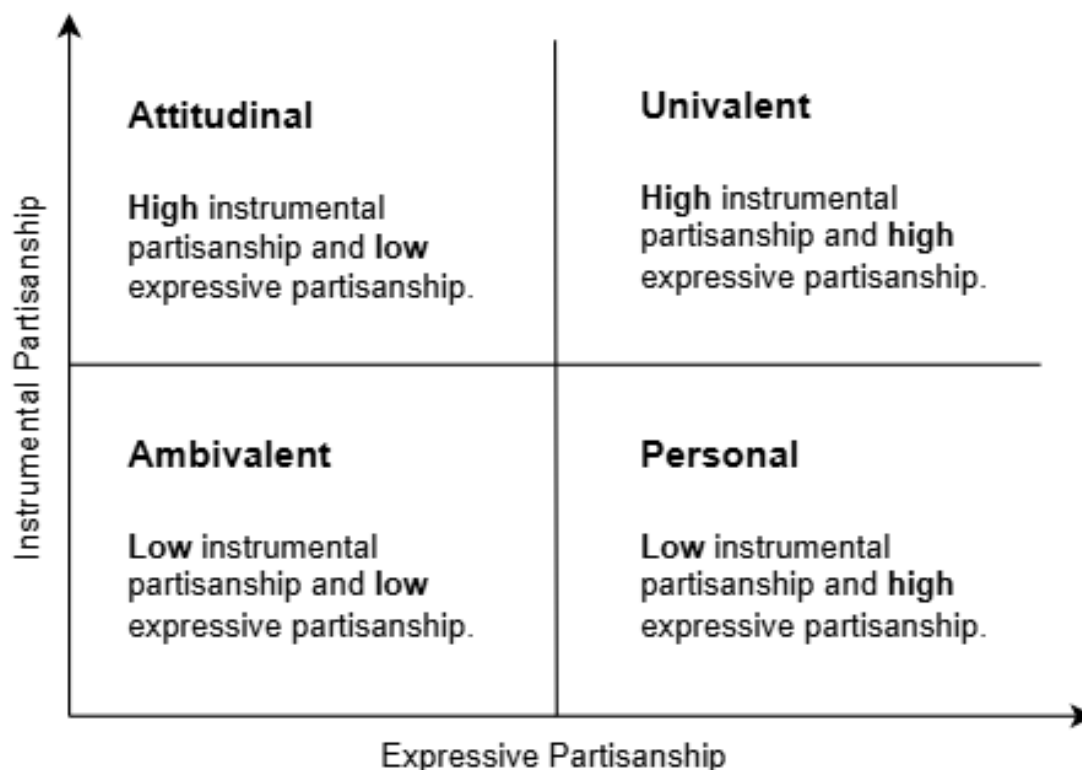 Attitudinal
High instrumental
partisanship and low
expressive partisanship.
Univalent
High instrumental
partisanship and high
expressive partisanship.
Instrumental Partisanship
Ambivalent
Low instrumental
partisanship and low
expressive partisanship.
Personal
Low instrumental
partisanship and high
expressive partisanship.
Expressive Partisanship